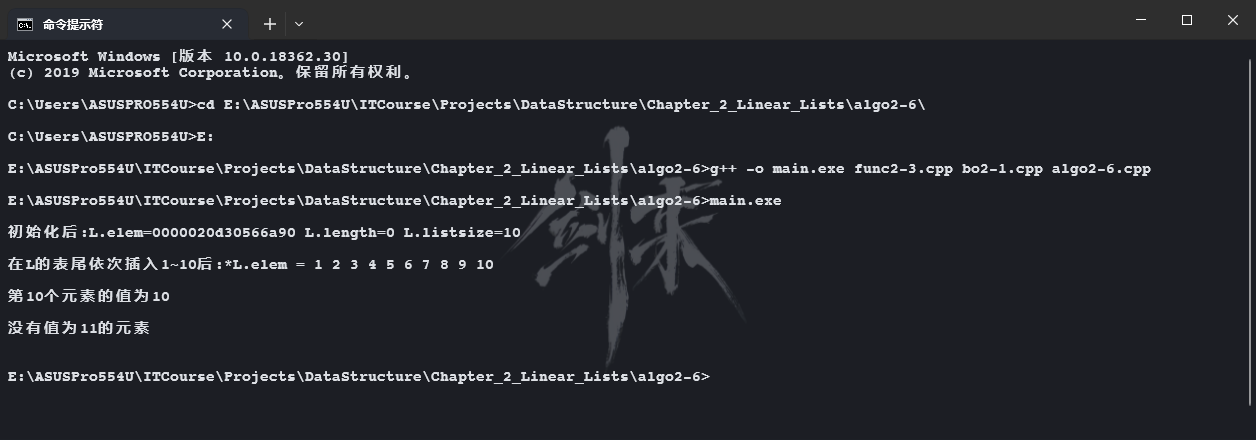 命令提示符
Microsoft Windows [版本 10.0.18362.30]
(c) 2019 Microsoft Corporation。保留所有权利。
C:\Users\ASUSPRO554U>cd E:\ASUSPro554U\ITCourse\Projects\DataStructure\Chapter_2_Linear_Lists\algo2-6\
C:\Users\ASUSPRO554U>E:
E:\ASUSPro554U\ITCourse\Projects\DataStructure\Chapter_2_Linear_Lists\algo2-6>g++ -o main.exe func2-3.cpp bo2-1.cpp algo2-6.cpp
E:\ASUSPro554U\ITCourse\Projects\DataStructure\Chapter_2_Linear_Lists\algo2-6>main.exe
初始化后:L.elem=0000020d30566a90 L.length=0 L.listsize=10
在L的表尾依次插入1~10后:*L.elem = 1 2 3 4 5 6 7 8 9 10
第10个元素的值为10
没有值为11的元素
E:\ASUSPro554U\ITCourse\Projects\DataStructure\Chapter_2_Linear_Lists\algo2-6>
剑来